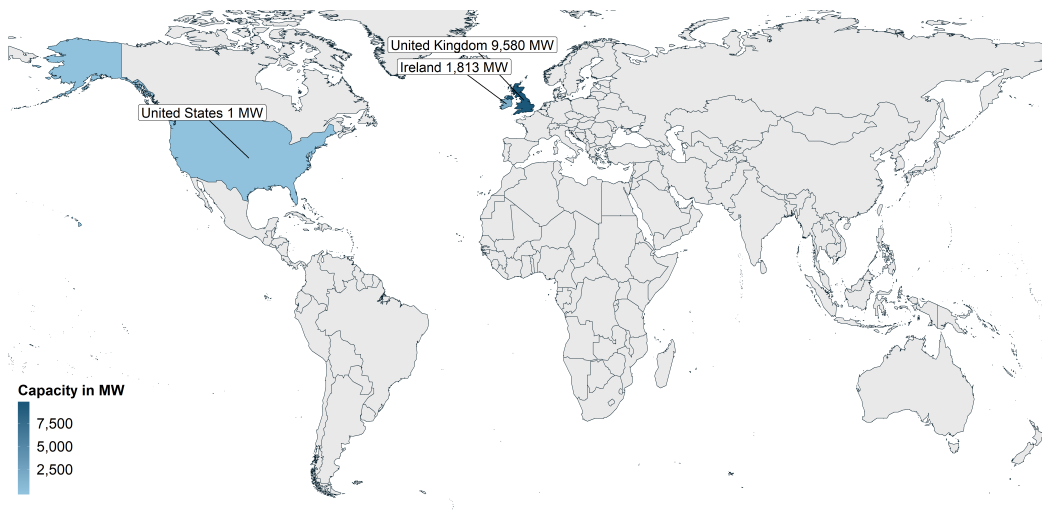 United Kingdom 9,580 MW
Ireland 1,813 MW
United States 1 MW
Capacity in MW
7,500
5,000
2,500